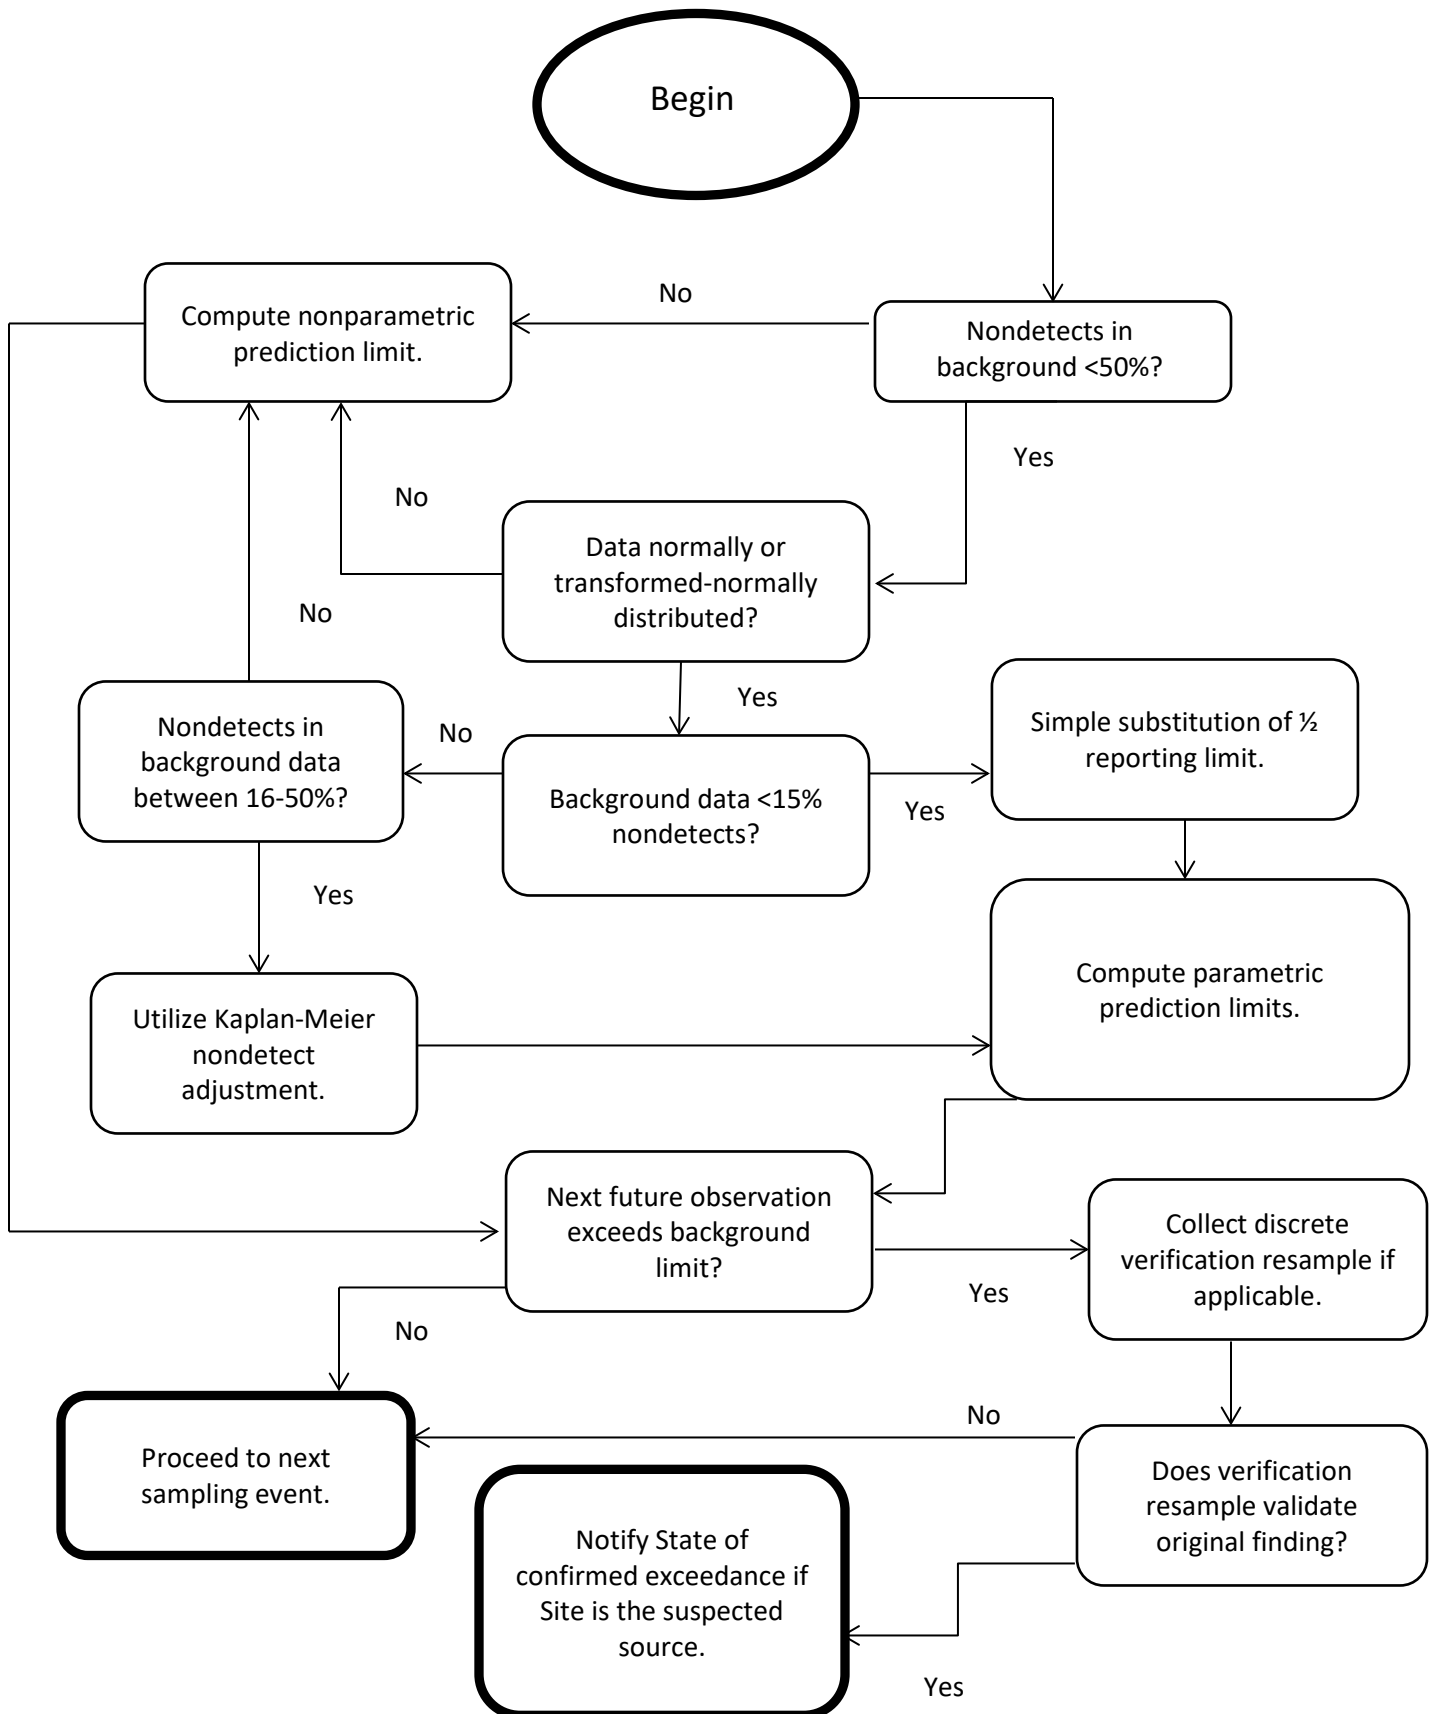 Begin
No
Compute nonparametric
prediction limit.
Nondetects in
background <50%?
Yes
No
Data normally or
transformed-normally
distributed?
No
Yes
Nondetects in
background data
between 16-50%?
No
Background data <15%
nondetects?
Yes
Simple substitution of ½
reporting limit.
Yes
Compute parametric
prediction limits.
Utilize Kaplan-Meier
nondetect
adjustment.
Next future observation
exceeds background
limit?
Yes
Collect discrete
verification resample if
applicable.
No
No
Proceed to next
sampling event.
Does verification
resample validate
original finding?
Notify State of
confirmed exceedance if
Site is the suspected
source.
Yes